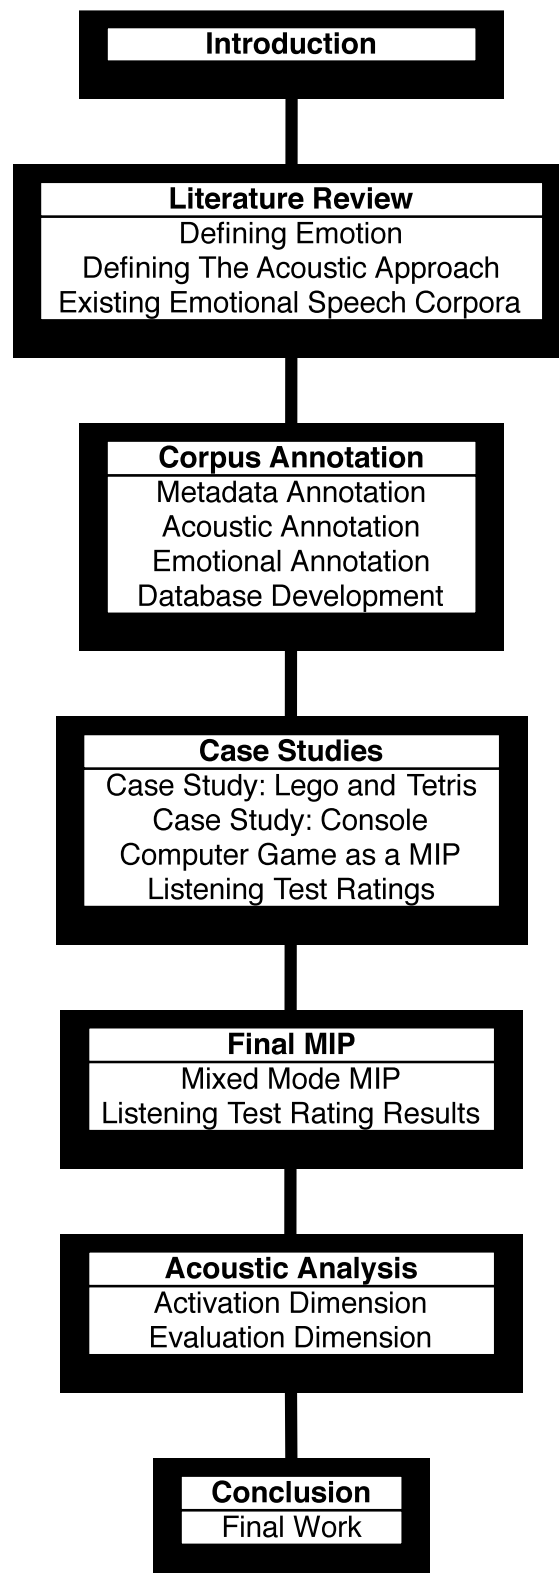 Introduction
Literature Review
Defining Emotion
Defining The Acoustic Approach
Existing Emotional Speech Corpora
Corpus Annotation
Metadata Annotation
Acoustic Annotation
Emotional Annotation
Database Development
Case Studies
Case Study: Lego and Tetris
Case Study: Console
Computer Game as a MIP
Listening Test Ratings
Final MIP
Mixed Mode MIP
Listening Test Rating Results
Acoustic Analysis
Activation Dimension
Evaluation Dimension
Conclusion
Final Work